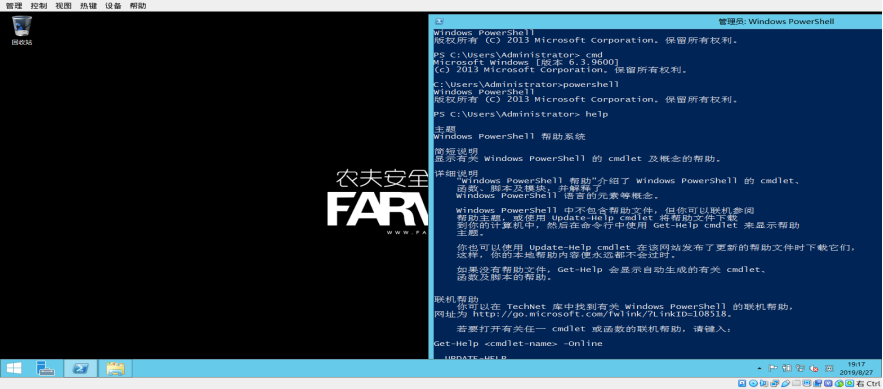 管理 控制 视图 热键 设备 帮助
回收站
农夫安全
管理员: Windows PowerShell
Windows PowerShell
版权所有 (C) 2013 Microsoft Corporation。保留所有权利。
PS C:\Users\Administrator> cmd
Microsoft Windows [版本 6.3.9600]
(c) 2013 Microsoft Corporation。保留所有权利。
C:\Users\Administrator>powershell
Windows PowerShell
版权所有 (C) 2013 Microsoft Corporation。保留所有权利。
PS C:\Users\Administrator> help
主题
Windows PowerShell 帮助系统
简短说明
显示有关 Windows PowerShell 的 cmdlet 及概念的帮助。
详细说明
“Windows PowerShell 帮助”介绍了 Windows PowerShell 的 cmdlet、
函数、脚本及模块，并解释了
Windows PowerShell 语言的元素等概念。
Windows PowerShell 中不包含帮助文件，但你可以联机参阅
帮助主题，或使用 Update-Help cmdlet 将帮助文件下载
到你的计算机中，然后在命令行中使用 Get-Help cmdlet 来显示帮助
主题。
你也可以使用 Update-Help cmdlet 在该网站发布了更新的帮助文件时下载它们，
这样，你的本地帮助内容便永远都不会过时。
如果没有帮助文件，Get-Help 会显示自动生成的有关 cmdlet、
函数及脚本的帮助。
联机帮助
你可以在 TechNet 库中找到有关 Windows PowerShell 的联机帮助，
网址为 http://go.microsoft.com/fwlink/?LinkID=108518。
若要打开有关任一 cmdlet 或函数的联机帮助，请键入：
Get-Help <cmdlet-name> -Online
UPDATE-HELP
19:17
2019/8/27
右 Ctrl